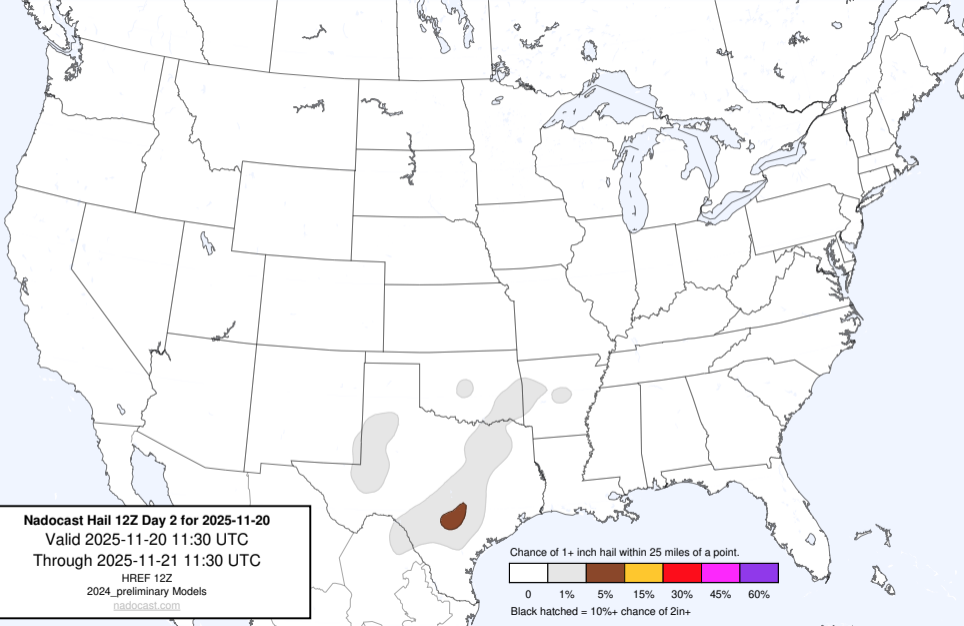 Nadocast Hail 12Z Day 2 for 2025-11-20
Valid 2025-11-20 11:30 UTC
Through 2025-11-21 11:30 UTC
HREF 12Z
2024_preliminary Models
nadocast.com
Chance of 1+ inch hail within 25 miles of a point.
0 1% 5% 15% 30% 45% 60%
Black hatched = 10%+ chance of 2in+